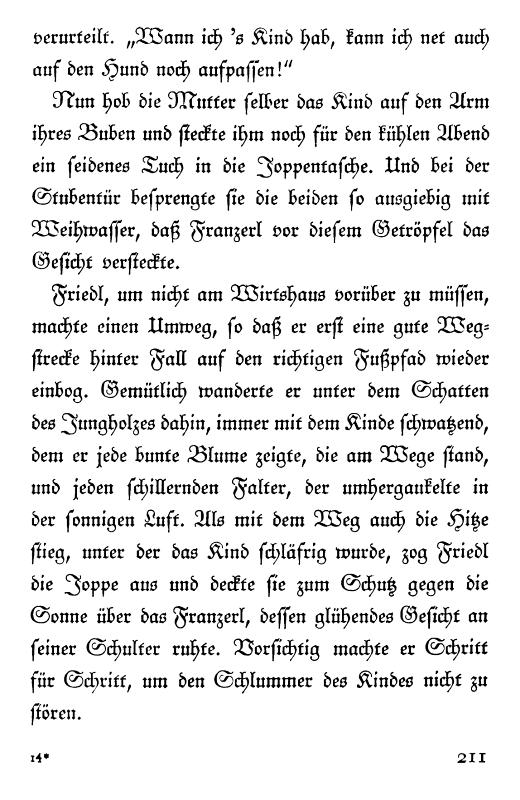 verurteilt. „Wann ich 's Kind hab, kann ich net auch
auf den Hund noch aufpassen!“
Nun hob die Mutter selber das Kind auf den Arm
ihres Buben und steckte ihm noch für den kühlen Abend
ein seidenes Tuch in die Joppentasche. Und bei der
Stubentür besprengte sie die beiden so ausgiebig mit
Weihwasser, daß Franzerl vor diesem Getröpfel das
Gesicht versteckte.
Friedl, um nicht am Wirtshaus vorüber zu müssen,
machte einen Umweg, so daß er erst eine gute Weg-
strecke hinter Fall auf den richtigen Fußpfad wieder
einbog. Gemütlich wanderte er unter dem Schatten
des Jungholzes dahin, immer mit dem Kinde schwatzend,
dem er jede bunte Blume zeigte, die am Wege stand,
und jeden schillernden Falter, der umhergaukelte in
der sonnigen Luft. Als mit dem Weg auch die Hitze
stieg, unter der das Kind schläfrig wurde, zog Friedl
die Joppe aus und deckte sie zum Schutz gegen die
Sonne über das Franzerl, dessen glühendes Gesicht an
seiner Schulter ruhte. Vorsichtig machte er Schritt
für Schritt, um den Schlummer des Kindes nicht zu
stören.
14* 211